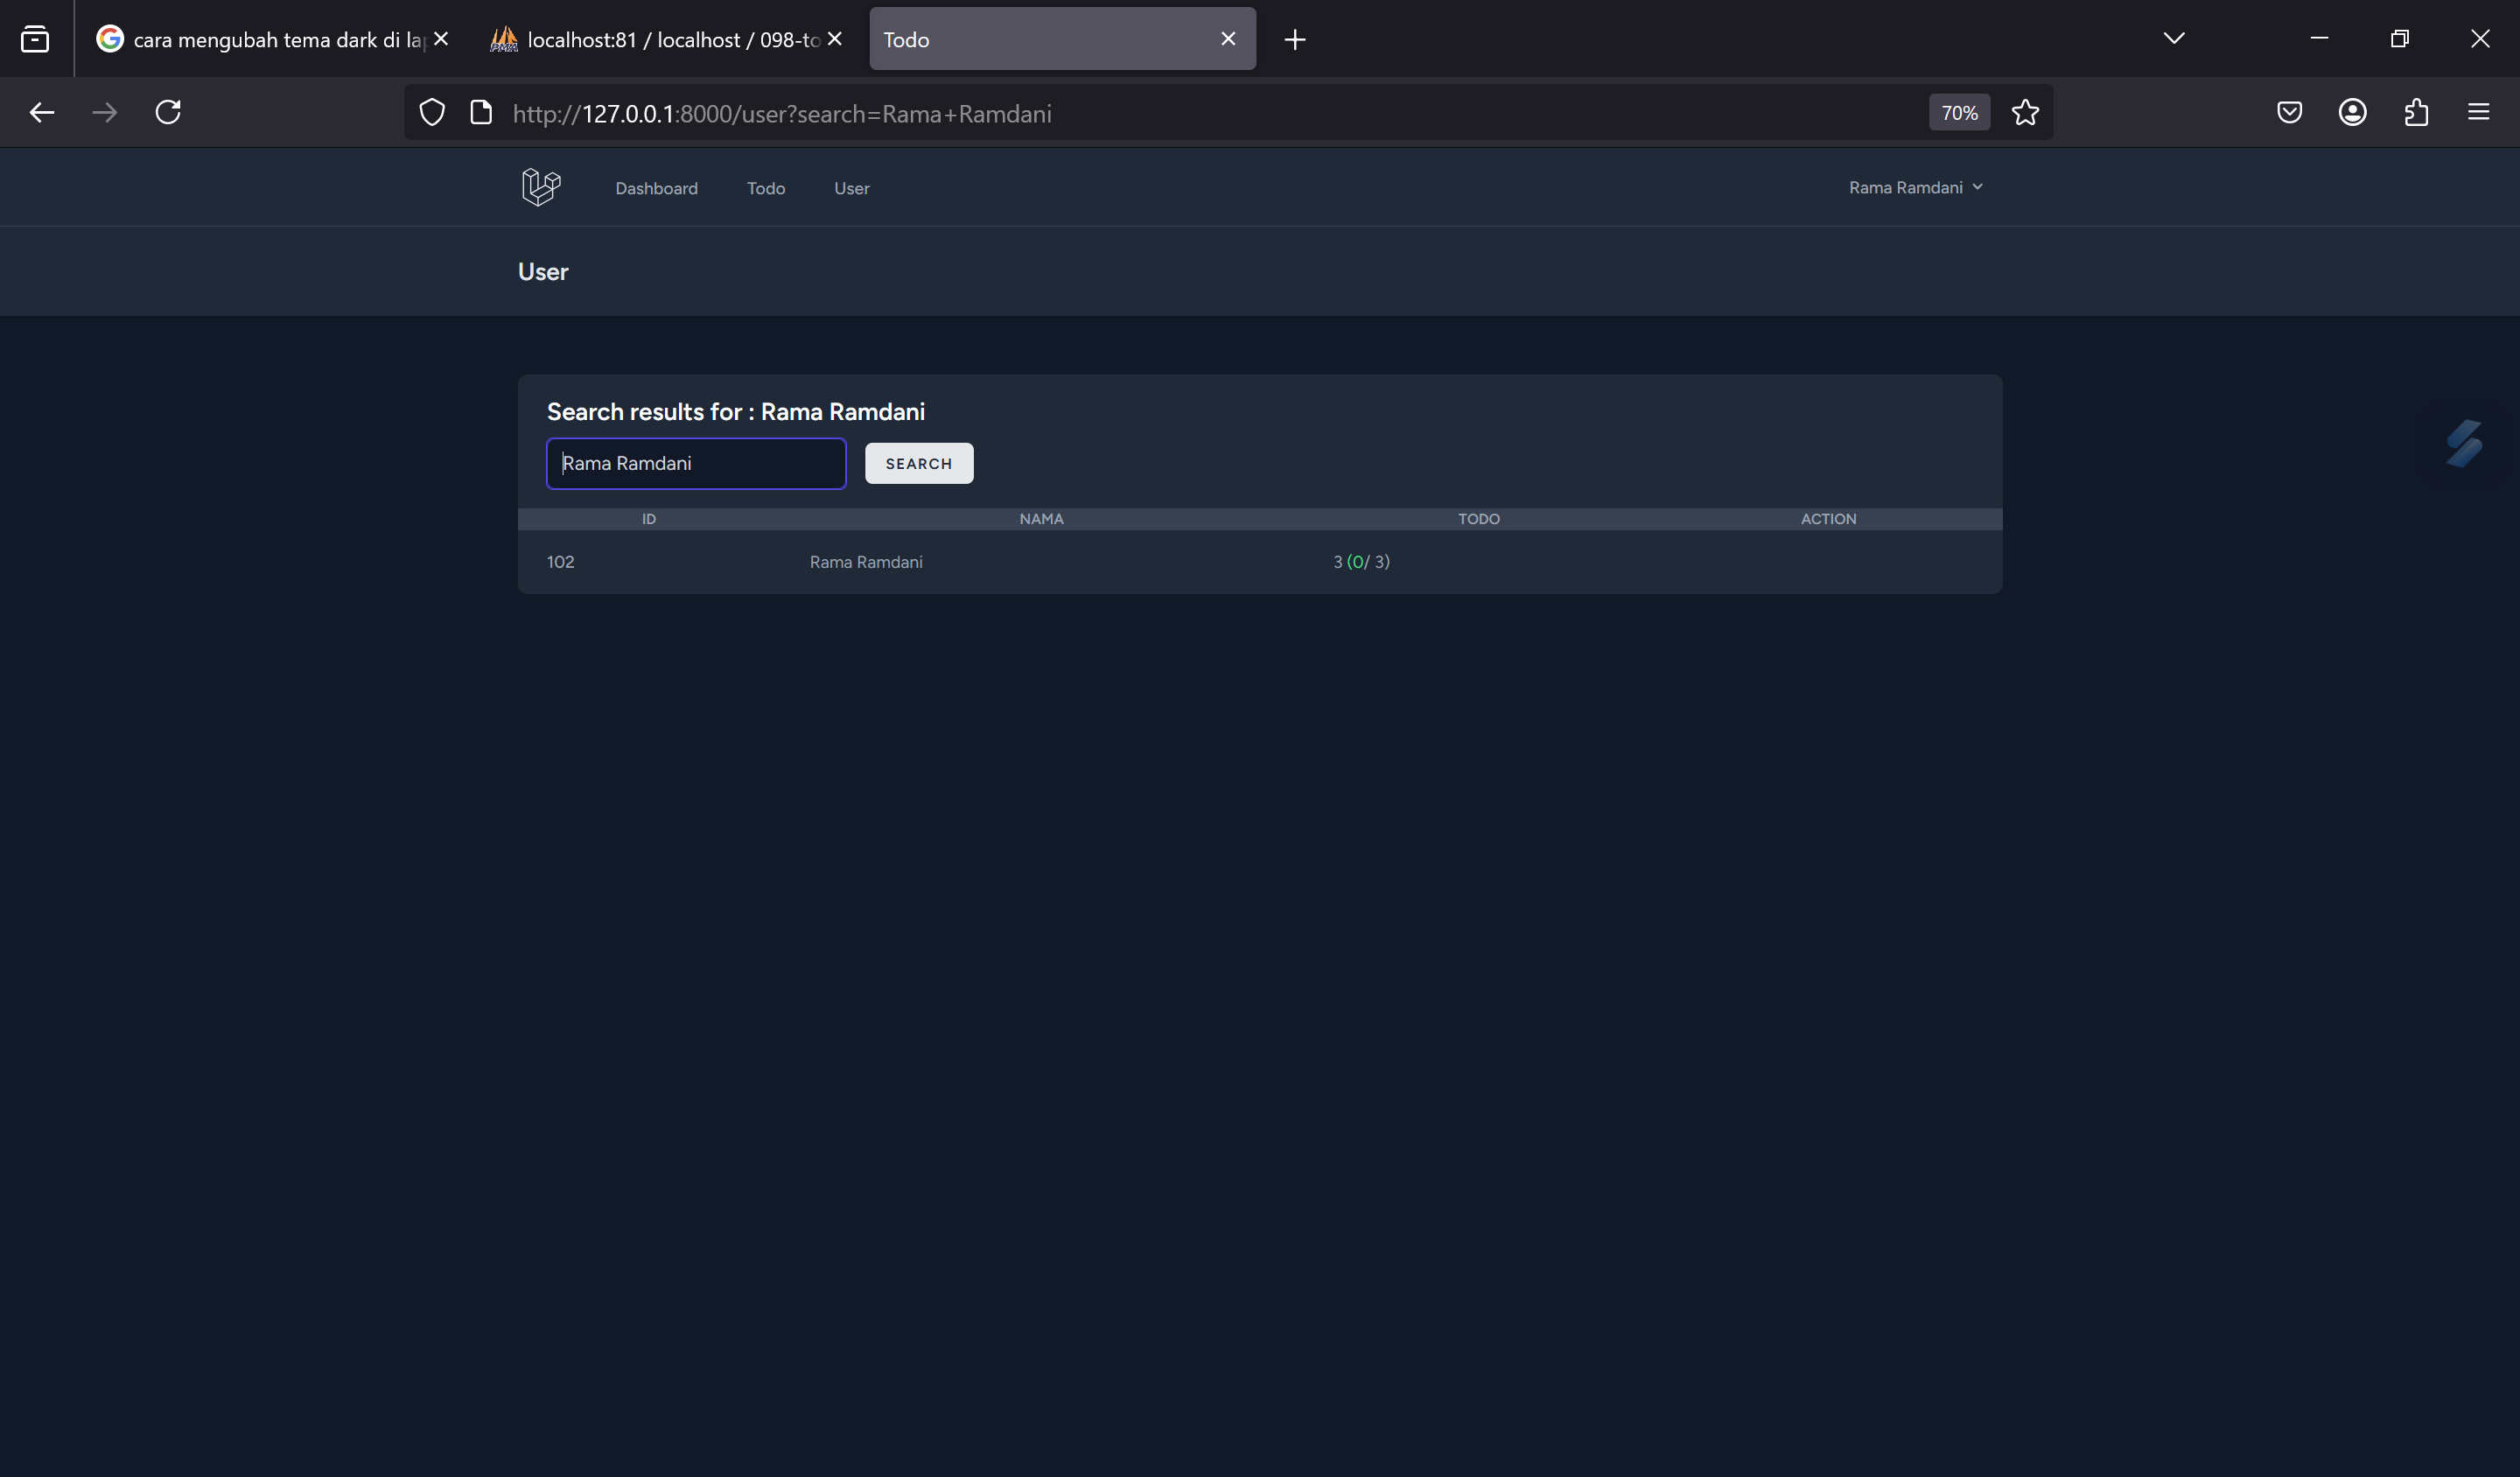 cara mengubah tema dark di la
localhost:81 / localhost / 098-to
Todo
http://127.0.0.1:8000/user?search=Rama+Ramdani
70%
Dashboard
Todo
User
Rama Ramdani
User
Search results for : Rama Ramdani
Rama Ramdani
SEARCH
ID NAMA TODO ACTION
102 Rama Ramdani 3 (0/ 3)